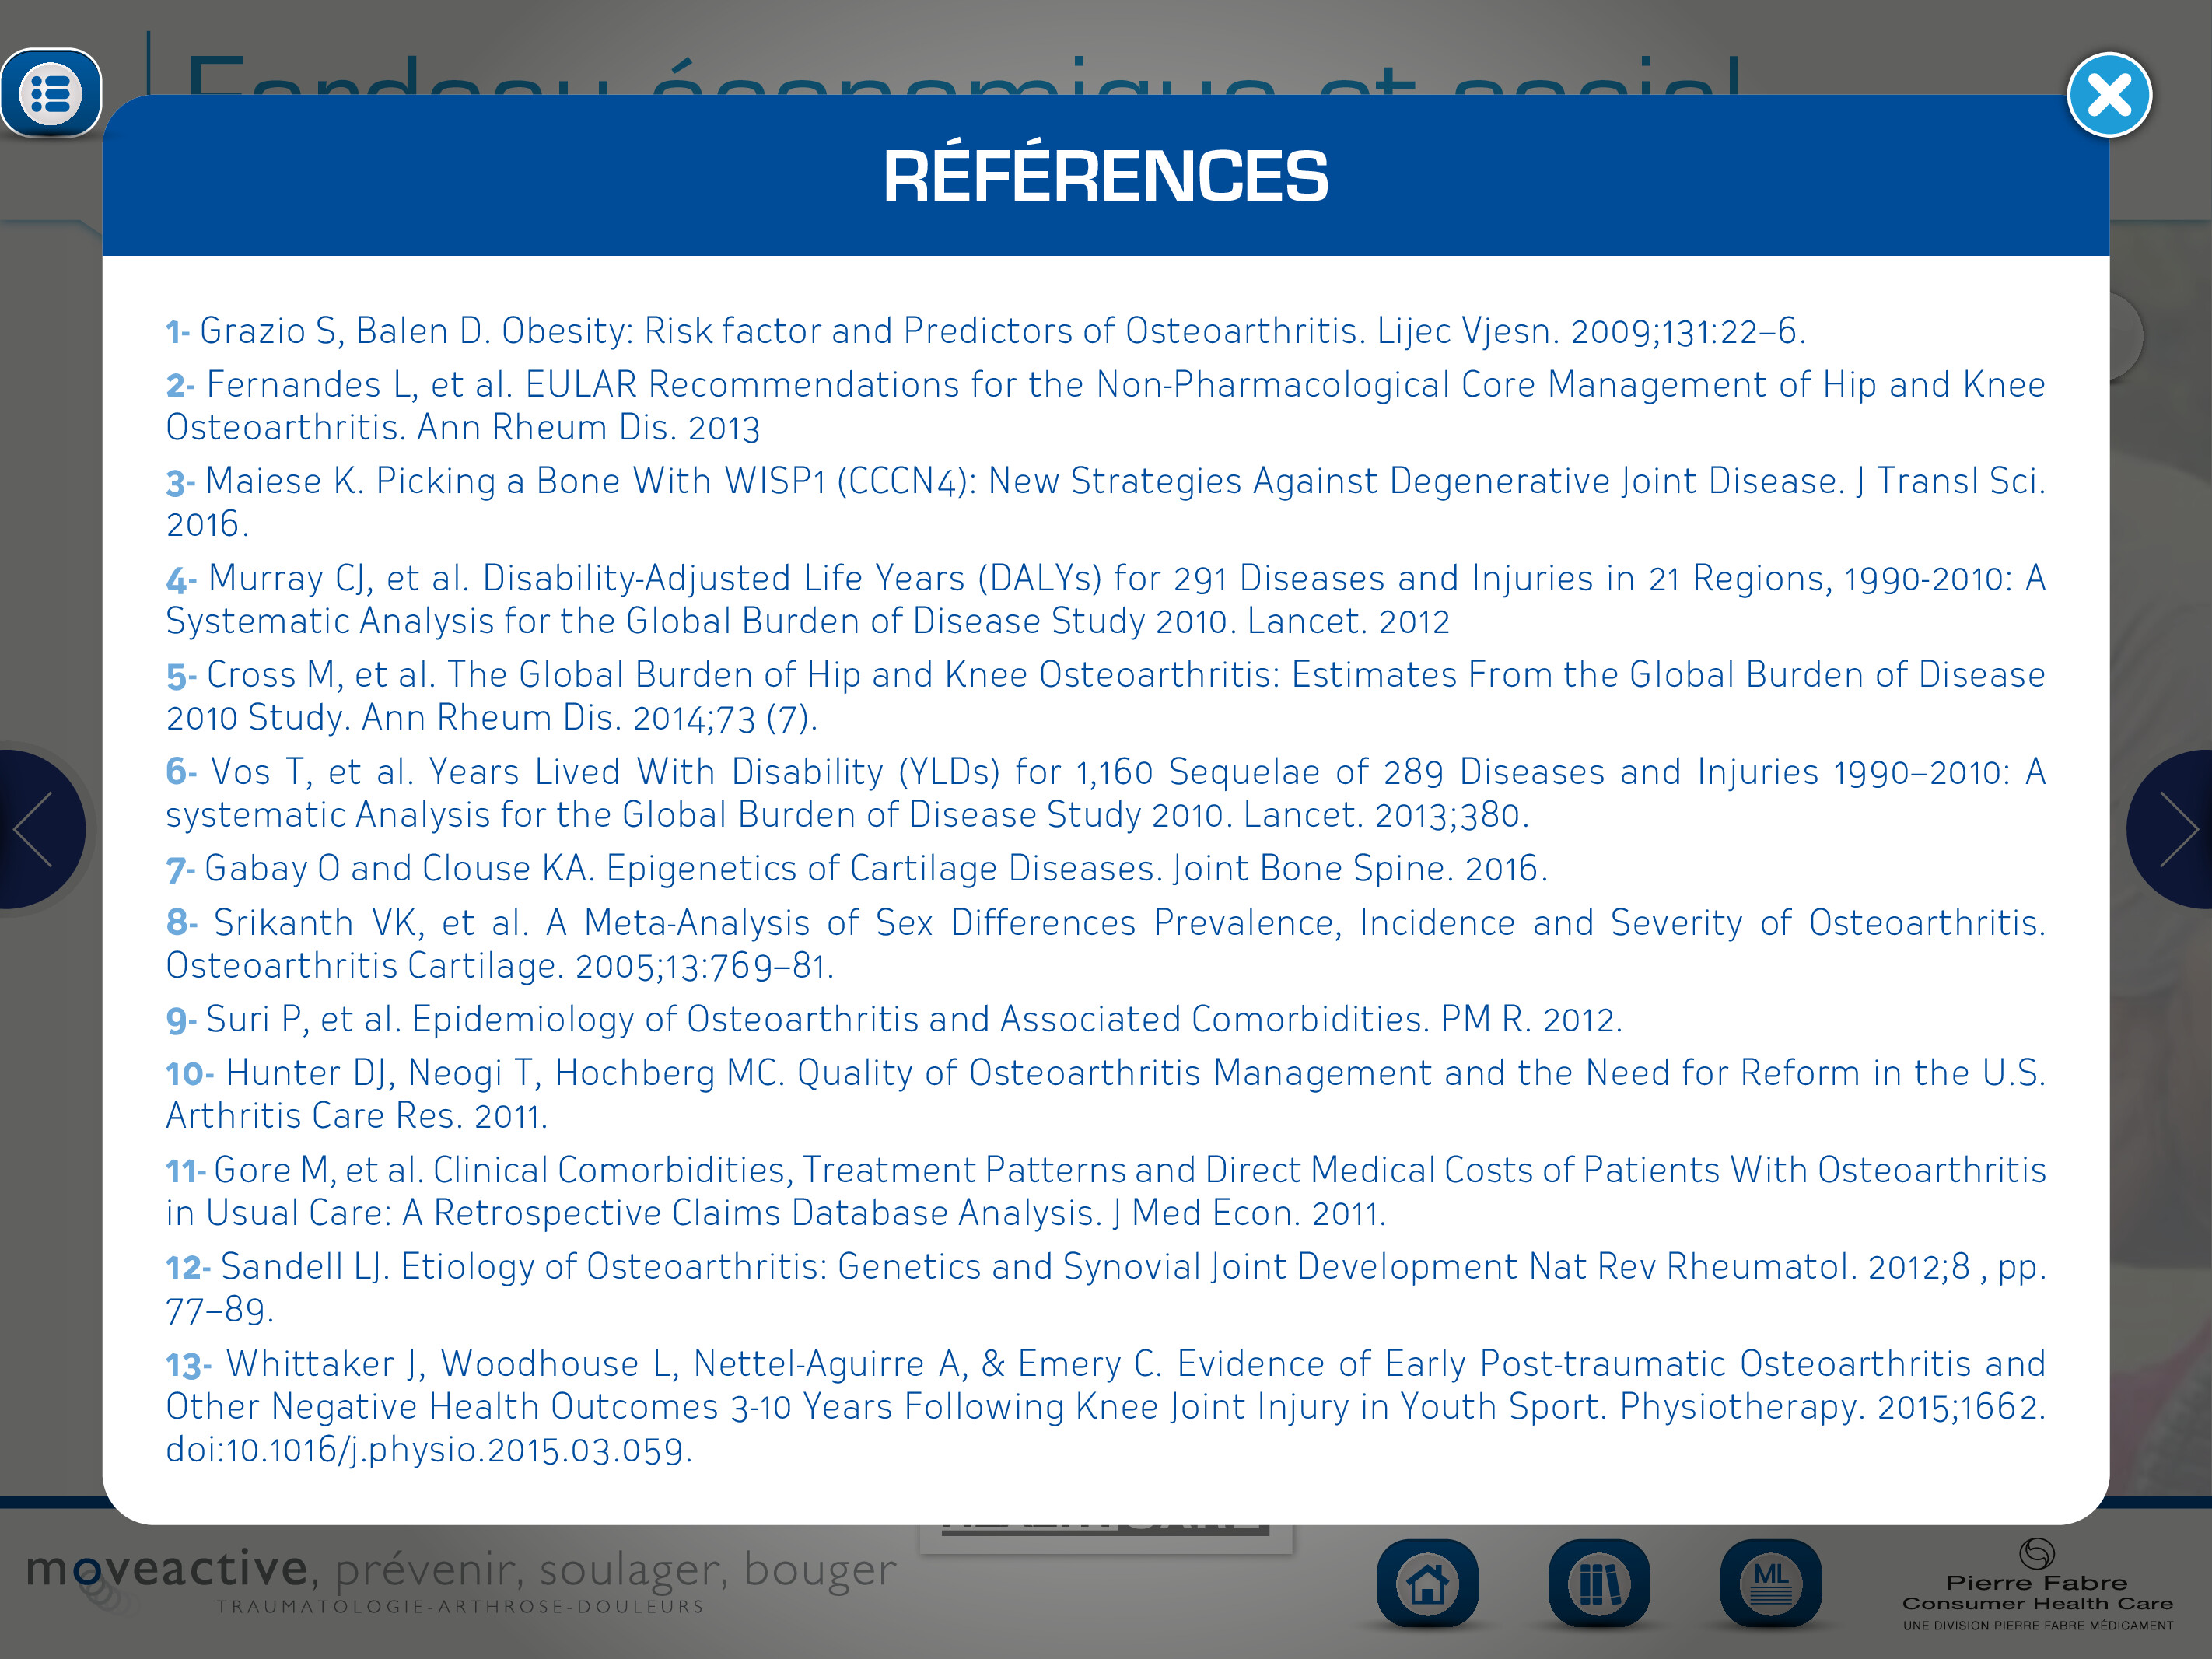 Fardeau économique et social
RÉFÉRENCES
1- Grazio S, Balen D. Obesity: Risk factor and Predictors of Osteoarthritis. Lijec Vjesn. 2009;131:22–6.
2- Fernandes L, et al. EULAR Recommendations for the Non-Pharmacological Core Management of Hip and Knee
Osteoarthritis. Ann Rheum Dis. 2013
3- Maiese K. Picking a Bone With WISP1 (CCCN4): New Strategies Against Degenerative Joint Disease. J Transl Sci.
2016.
4- Murray CJ, et al. Disability-Adjusted Life Years (DALYs) for 291 Diseases and Injuries in 21 Regions, 1990-2010: A
Systematic Analysis for the Global Burden of Disease Study 2010. Lancet. 2012
5- Cross M, et al. The Global Burden of Hip and Knee Osteoarthritis: Estimates From the Global Burden of Disease
2010 Study. Ann Rheum Dis. 2014;73 (7).
6- Vos T, et al. Years Lived With Disability (YLDs) for 1,160 Sequelae of 289 Diseases and Injuries 1990–2010: A
systematic Analysis for the Global Burden of Disease Study 2010. Lancet. 2013;380.
7- Gabay O and Clouse KA. Epigenetics of Cartilage Diseases. Joint Bone Spine. 2016.
8- Srikanth VK, et al. A Meta-Analysis of Sex Differences Prevalence, Incidence and Severity of Osteoarthritis.
Osteoarthritis Cartilage. 2005;13:769–81.
9- Suri P, et al. Epidemiology of Osteoarthritis and Associated Comorbidities. PM R. 2012.
10- Hunter DJ, Neogi T, Hochberg MC. Quality of Osteoarthritis Management and the Need for Reform in the U.S.
Arthritis Care Res. 2011.
11- Gore M, et al. Clinical Comorbidities, Treatment Patterns and Direct Medical Costs of Patients With Osteoarthritis
in Usual Care: A Retrospective Claims Database Analysis. J Med Econ. 2011.
12- Sandell LJ. Etiology of Osteoarthritis: Genetics and Synovial Joint Development Nat Rev Rheumatol. 2012;8 , pp.
77–89.
13- Whittaker J, Woodhouse L, Nettel-Aguirre A, & Emery C. Evidence of Early Post-traumatic Osteoarthritis and
Other Negative Health Outcomes 3-10 Years Following Knee Joint Injury in Youth Sport. Physiotherapy. 2015;1662.
doi:10.1016/j.physio.2015.03.059.
moveactive, prévenir, soulager, bouger
TRAUMATOLOGIE-ARTHROSE-DOULEURS
ML
Pierre Fabre
Consumer Health Care
UNE DIVISION PIERRE FABRE MÉDICAMENT